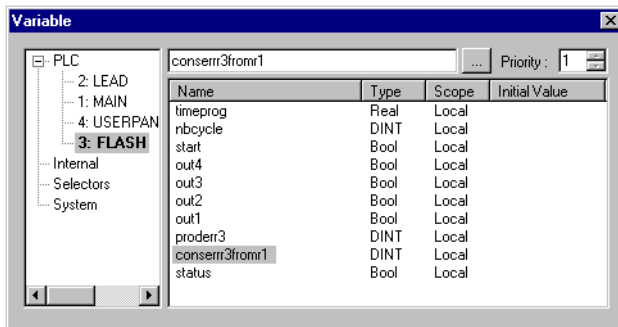 Variable
PLC
2: LEAD
1: MAIN
4: USERPAN
3: FLASH
Internal
Selectors
System
conserrr3fromr1 ... Priority : 1
Name Type Scope Initial Value
timeprog Real Local
nbcycle DINT Local
start Bool Local
out4 Bool Local
out3 Bool Local
out2 Bool Local
out1 Bool Local
proderr3 DINT Local
conserrr3fromr1 DINT Local
status Bool Local